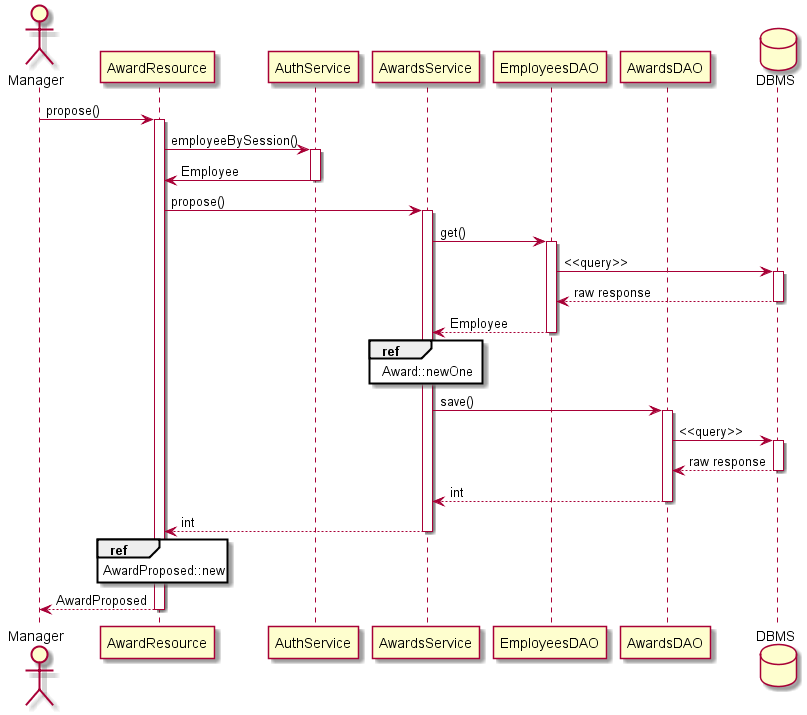 Manager
AwardResource
AuthService
AwardsService
EmployeesDAO
AwardsDAO
DBMS
propose()
employeeBySession()
Employee
propose()
get()
<<query>>
raw response
Employee
ref
Award::newOne
save()
<<query>>
raw response
int
int
ref
AwardProposed::new
AwardProposed
Manager
AwardResource
AuthService
AwardsService
EmployeesDAO
AwardsDAO
DBMS